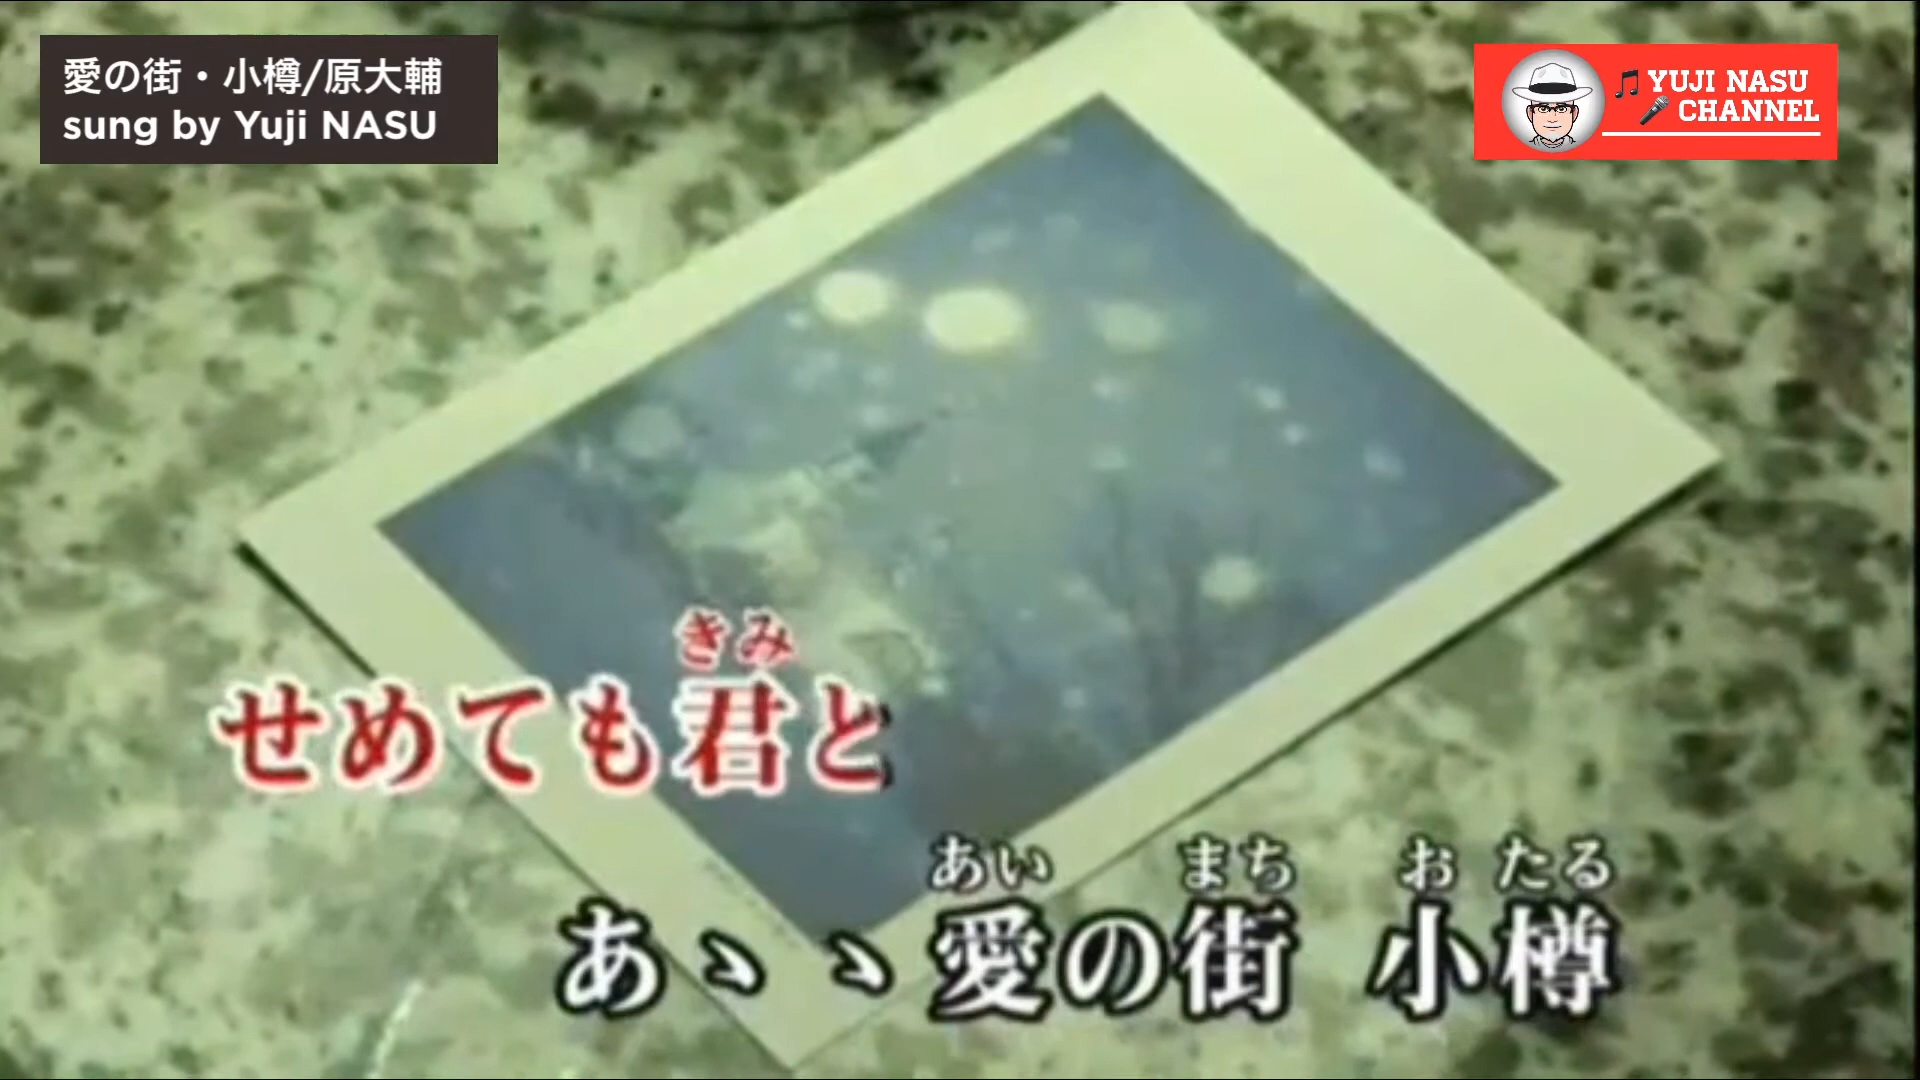 愛の街・小樽/原大輔
sung by Yuji NASU
YUJI NASU
CHANNEL
きみ
せめても君と
あい まち お たる
あゝゝ愛の街 小樽